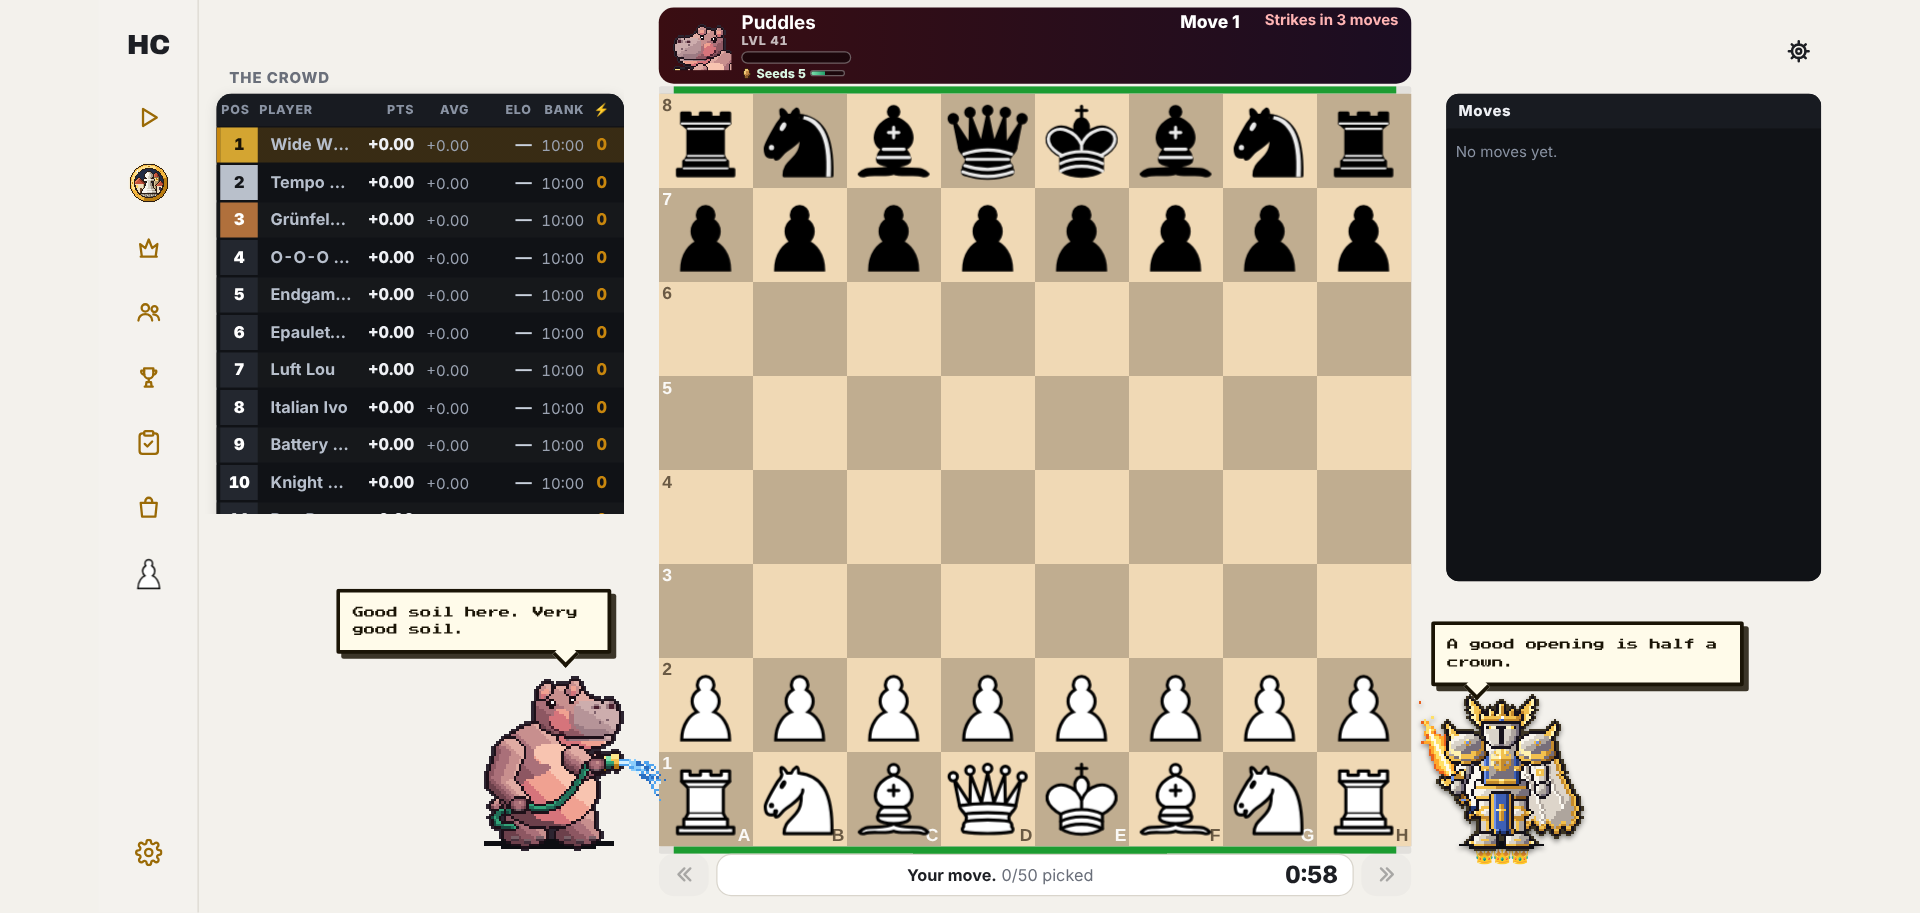 HC
THE CROWD
POS PLAYER PTS AVG ELO BANK
1 Wide W... +0.00 +0.00 — 10:00 0
2 Tempo ... +0.00 +0.00 — 10:00 0
3 Grünfel... +0.00 +0.00 — 10:00 0
4 O-O-O ... +0.00 +0.00 — 10:00 0
5 Endgam... +0.00 +0.00 — 10:00 0
6 Epaulet... +0.00 +0.00 — 10:00 0
7 Luft Lou +0.00 +0.00 — 10:00 0
8 Italian Ivo +0.00 +0.00 — 10:00 0
9 Battery ... +0.00 +0.00 — 10:00 0
10 Knight ... +0.00 +0.00 — 10:00 0
Good soil here. Very
good soil.
Puddles
LVL 41
Seeds 5
Move 1
Strikes in 3 moves
8
7
6
5
4
3
2
1
A B C D E F G H
Your move. 0/50 picked
0:58
Moves
No moves yet.
A good opening is half a
crown.